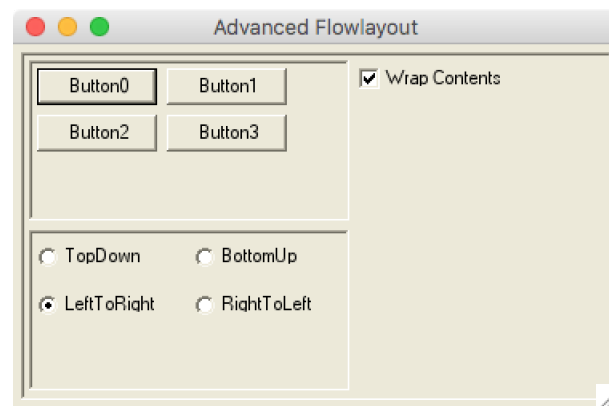 Advanced Flowlayout
Button0 Button1
Button2 Button3
Wrap Contents
TopDown BottomUp
LeftToRight RightToLeft